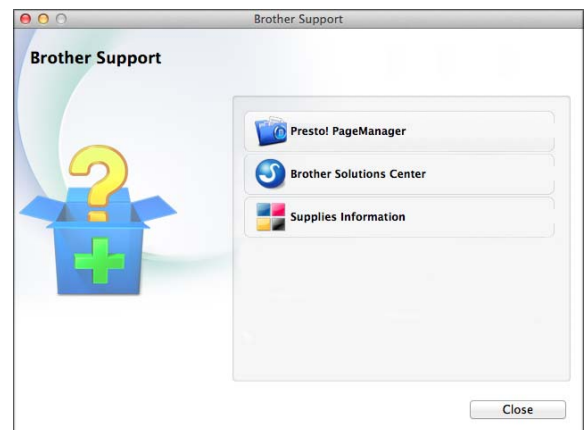 Brother Support
Brother Support
Presto! PageManager
Brother Solutions Center
Supplies Information
Close